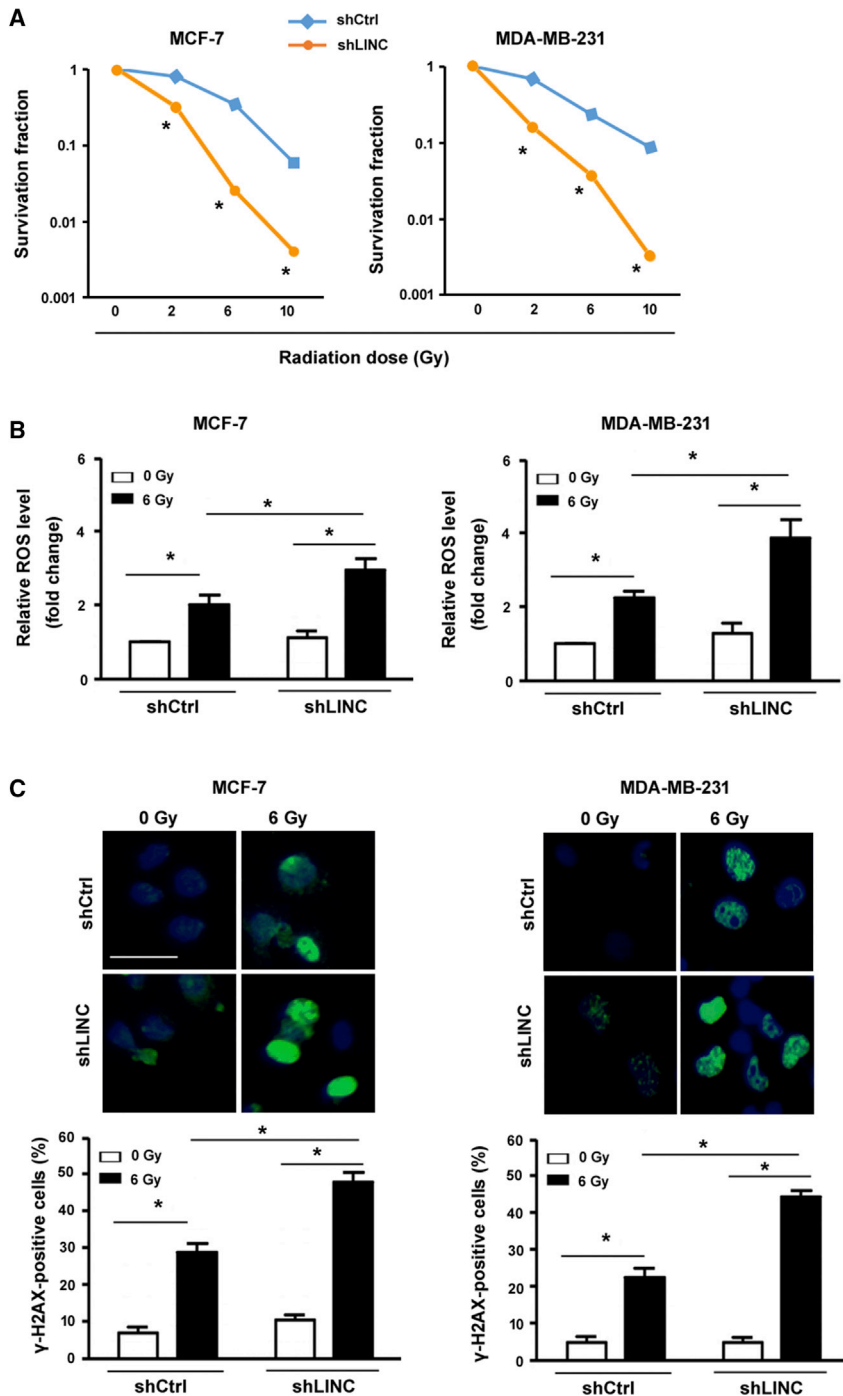 A
MCF-7
shCtrl
shLINC
MDA-MB-231
Survivation fraction
1
0.1
0.01
0.001
*
*
*
0 2 6 10
Survivation fraction
1
0.1
0.01
0.001
*
*
*
0 2 6 10
Radiation dose (Gy)
B
MCF-7
Relative ROS level
(fold change)
6
4
2
0
0 Gy
6 Gy
*
*
*
shCtrl shLINC
MDA-MB-231
Relative ROS level
(fold change)
6
4
2
0
0 Gy
6 Gy
*
*
*
shCtrl shLINC
C
MCF-7
0 Gy 6 Gy
shCtrl
shLINC
MDA-MB-231
0 Gy 6 Gy
shCtrl
shLINC
γ-H2AX-positive cells (%)
60
50
40
30
20
10
0
0 Gy
6 Gy
*
*
*
shCtrl shLINC
γ-H2AX-positive cells (%)
60
50
40
30
20
10
0
0 Gy
6 Gy
*
*
*
shCtrl shLINC